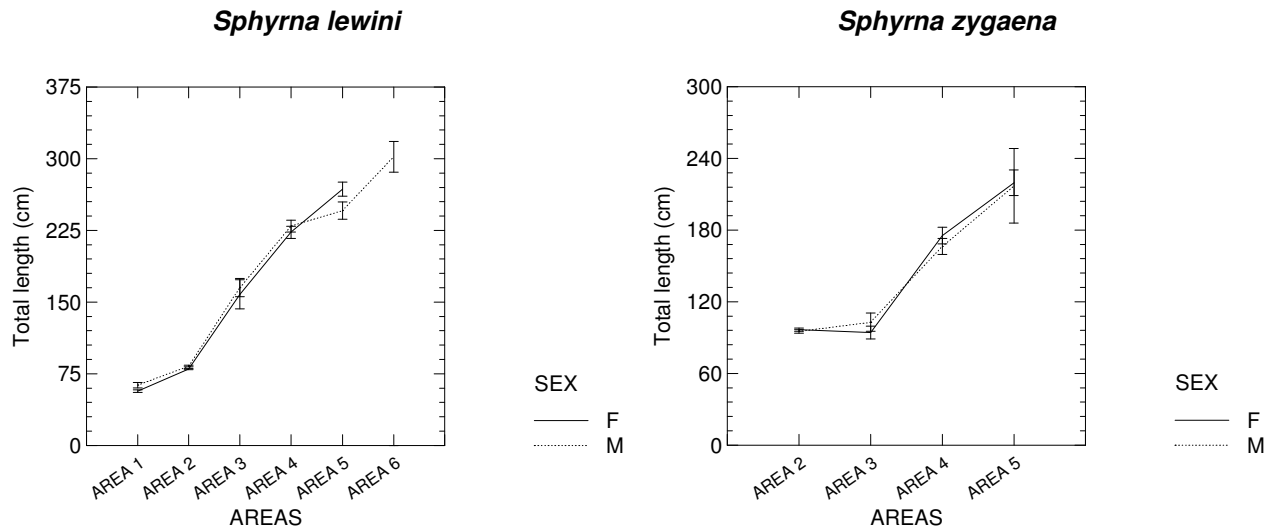 Sphyrna lewini
375
300
225
150
75
0
Total length (cm)
AREA 1
AREA 2
AREA 3
AREA 4
AREA 5
AREA 6
AREAS
SEX
F
M
Sphyrna zygaena
300
240
180
120
60
0
Total length (cm)
AREA 2
AREA 3
AREA 4
AREA 5
AREAS
SEX
F
M